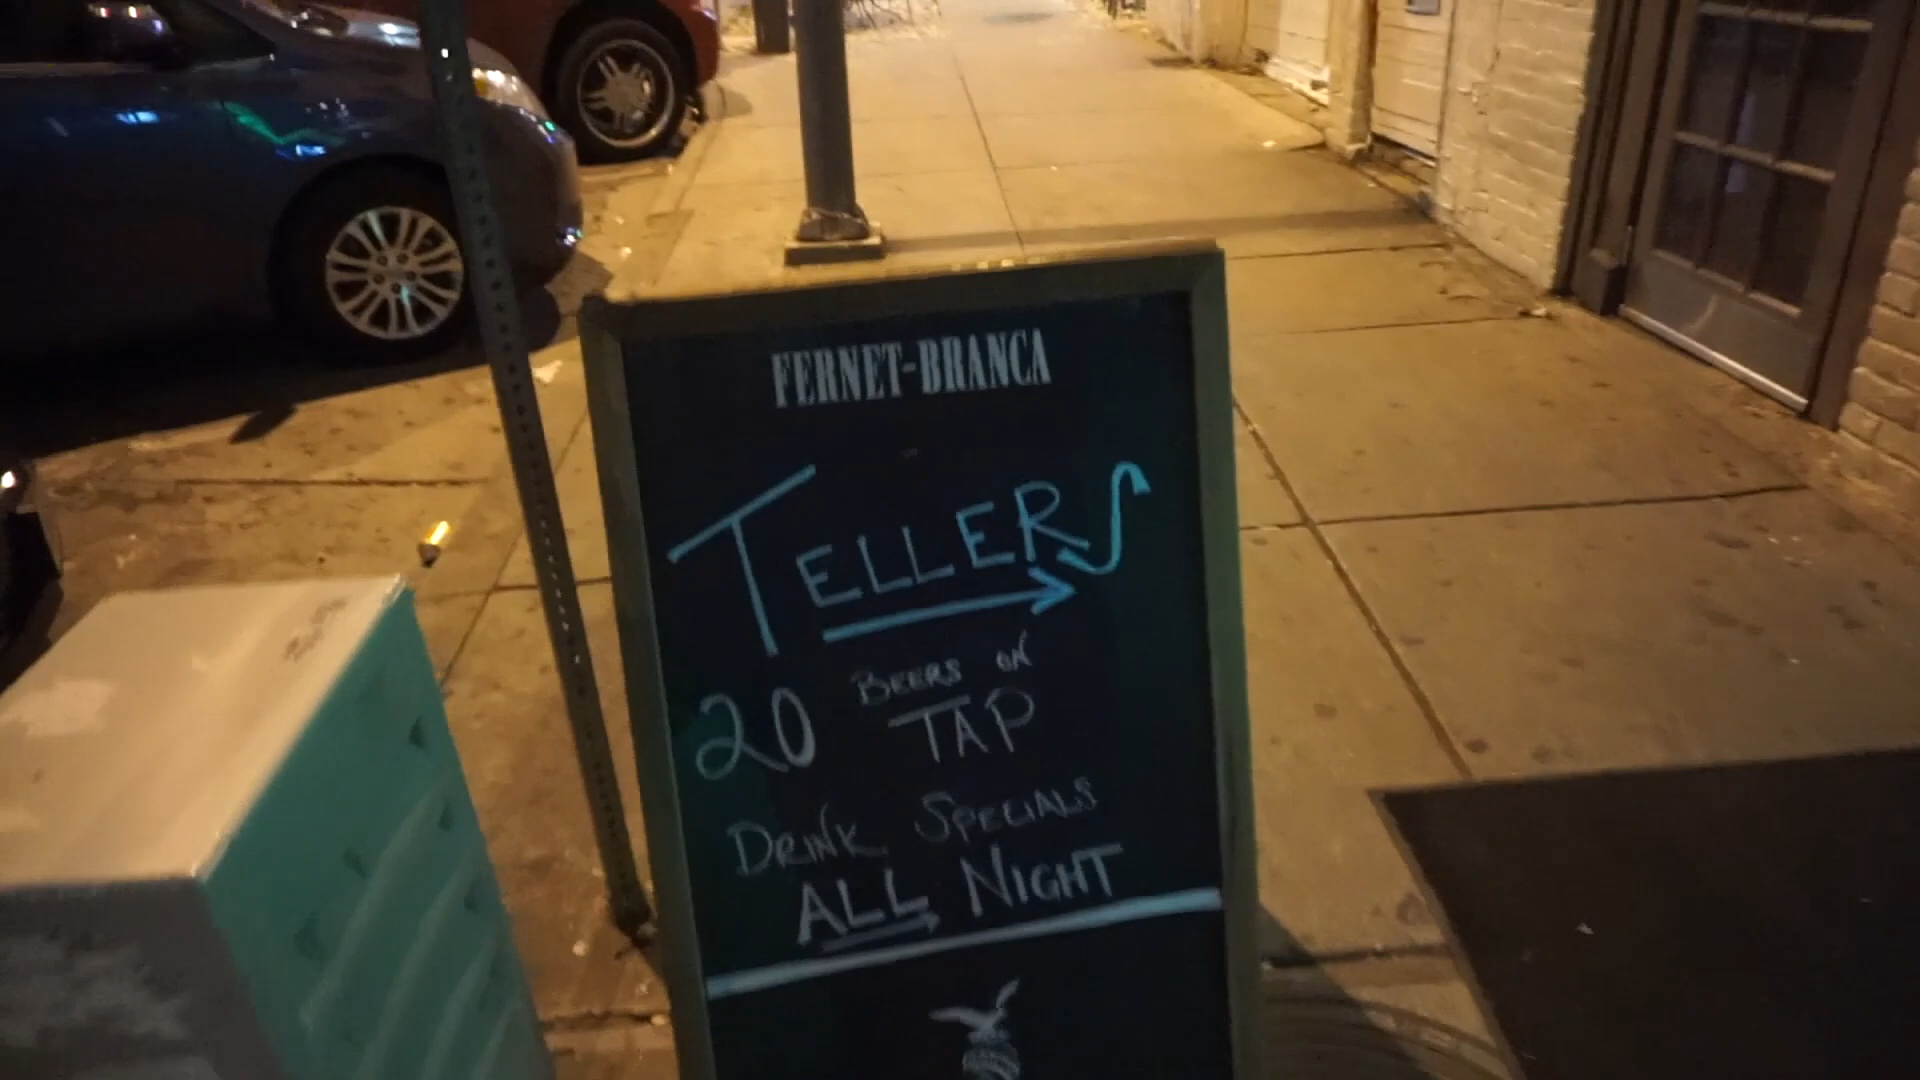 FERNET-BRANCA
TELLERS
20 BEERS ON
TAP
DRINK SPECIALS
ALL NIGHT